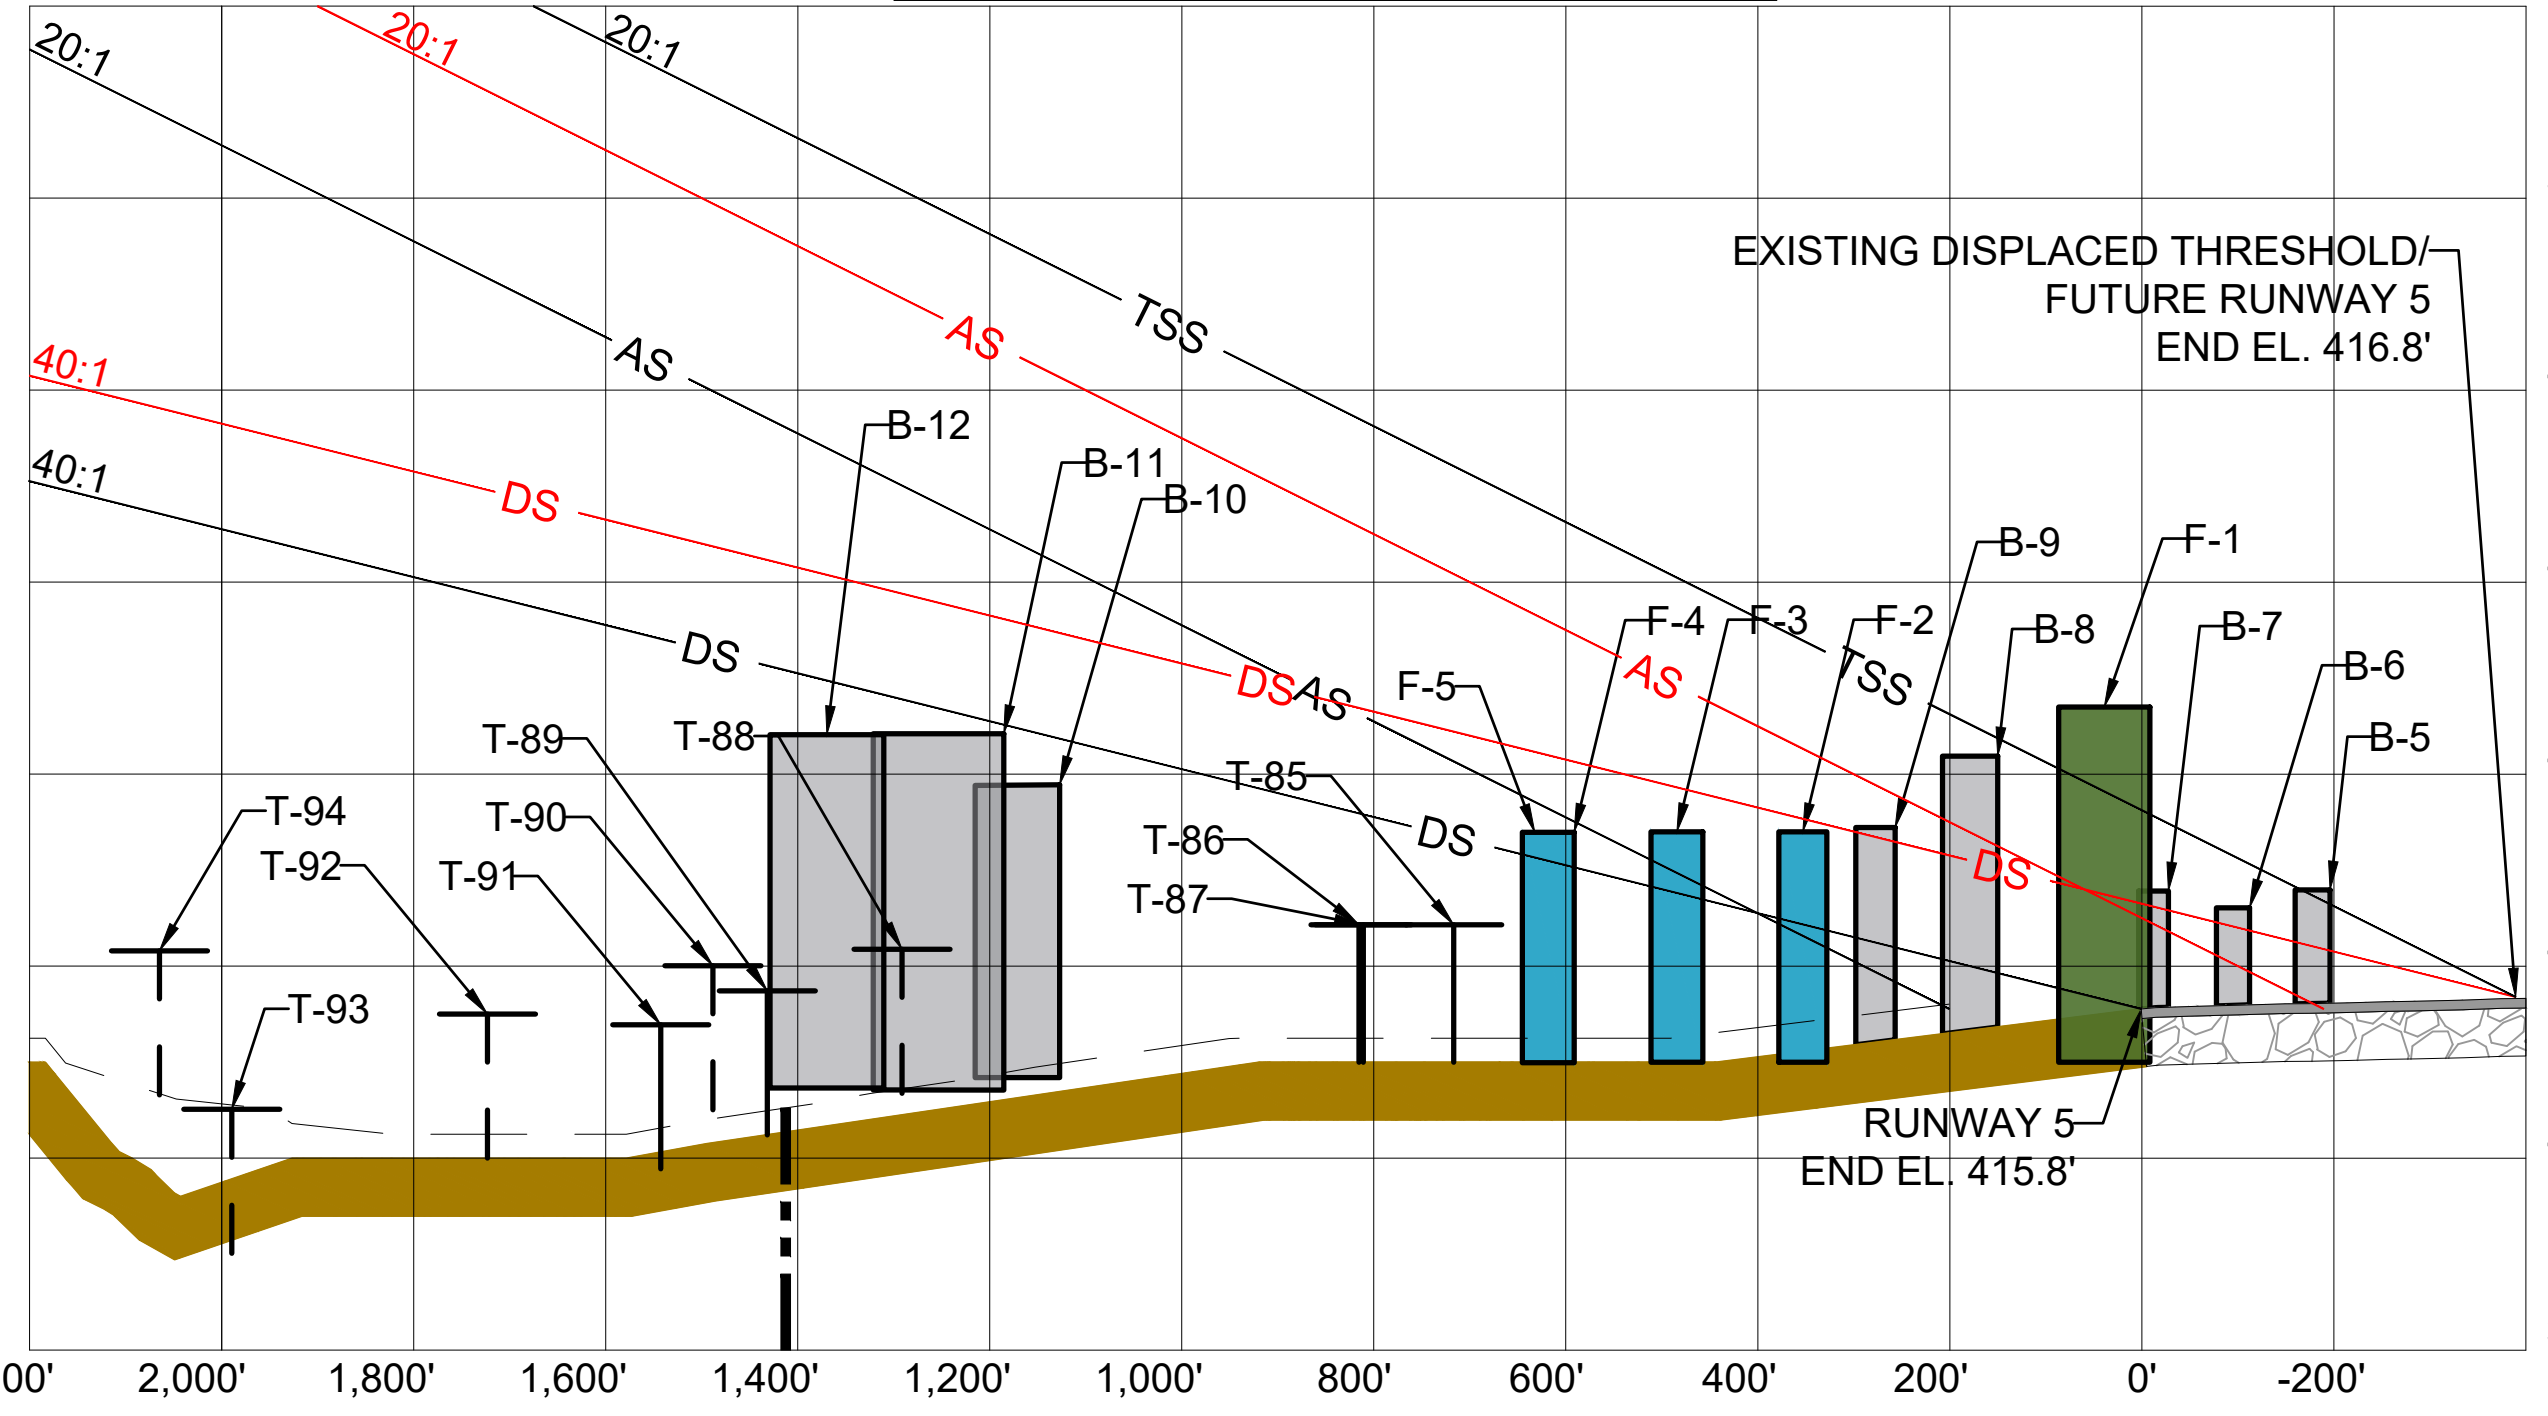 20:1
20:1
20:1
EXISTING DISPLACED THRESHOLD/
FUTURE RUNWAY 5
END EL. 416.8'
TSS
AS
AS
40:1
B-12
B-11
40:1
DS
B-10
B-9
F-1
F-4
F-3
F-2
B-8
B-7
DS
B-6
AS
TSS
DS
AS
F-5
T-89
T-88
B-5
T-85
T-94
T-90
DS
T-86
T-92
T-91
DS
T-87
T-93
RUNWAY 5
END EL. 415.8'
00' 2,000' 1,800' 1,600' 1,400' 1,200' 1,000' 800' 600' 400' 200' 0' -200'